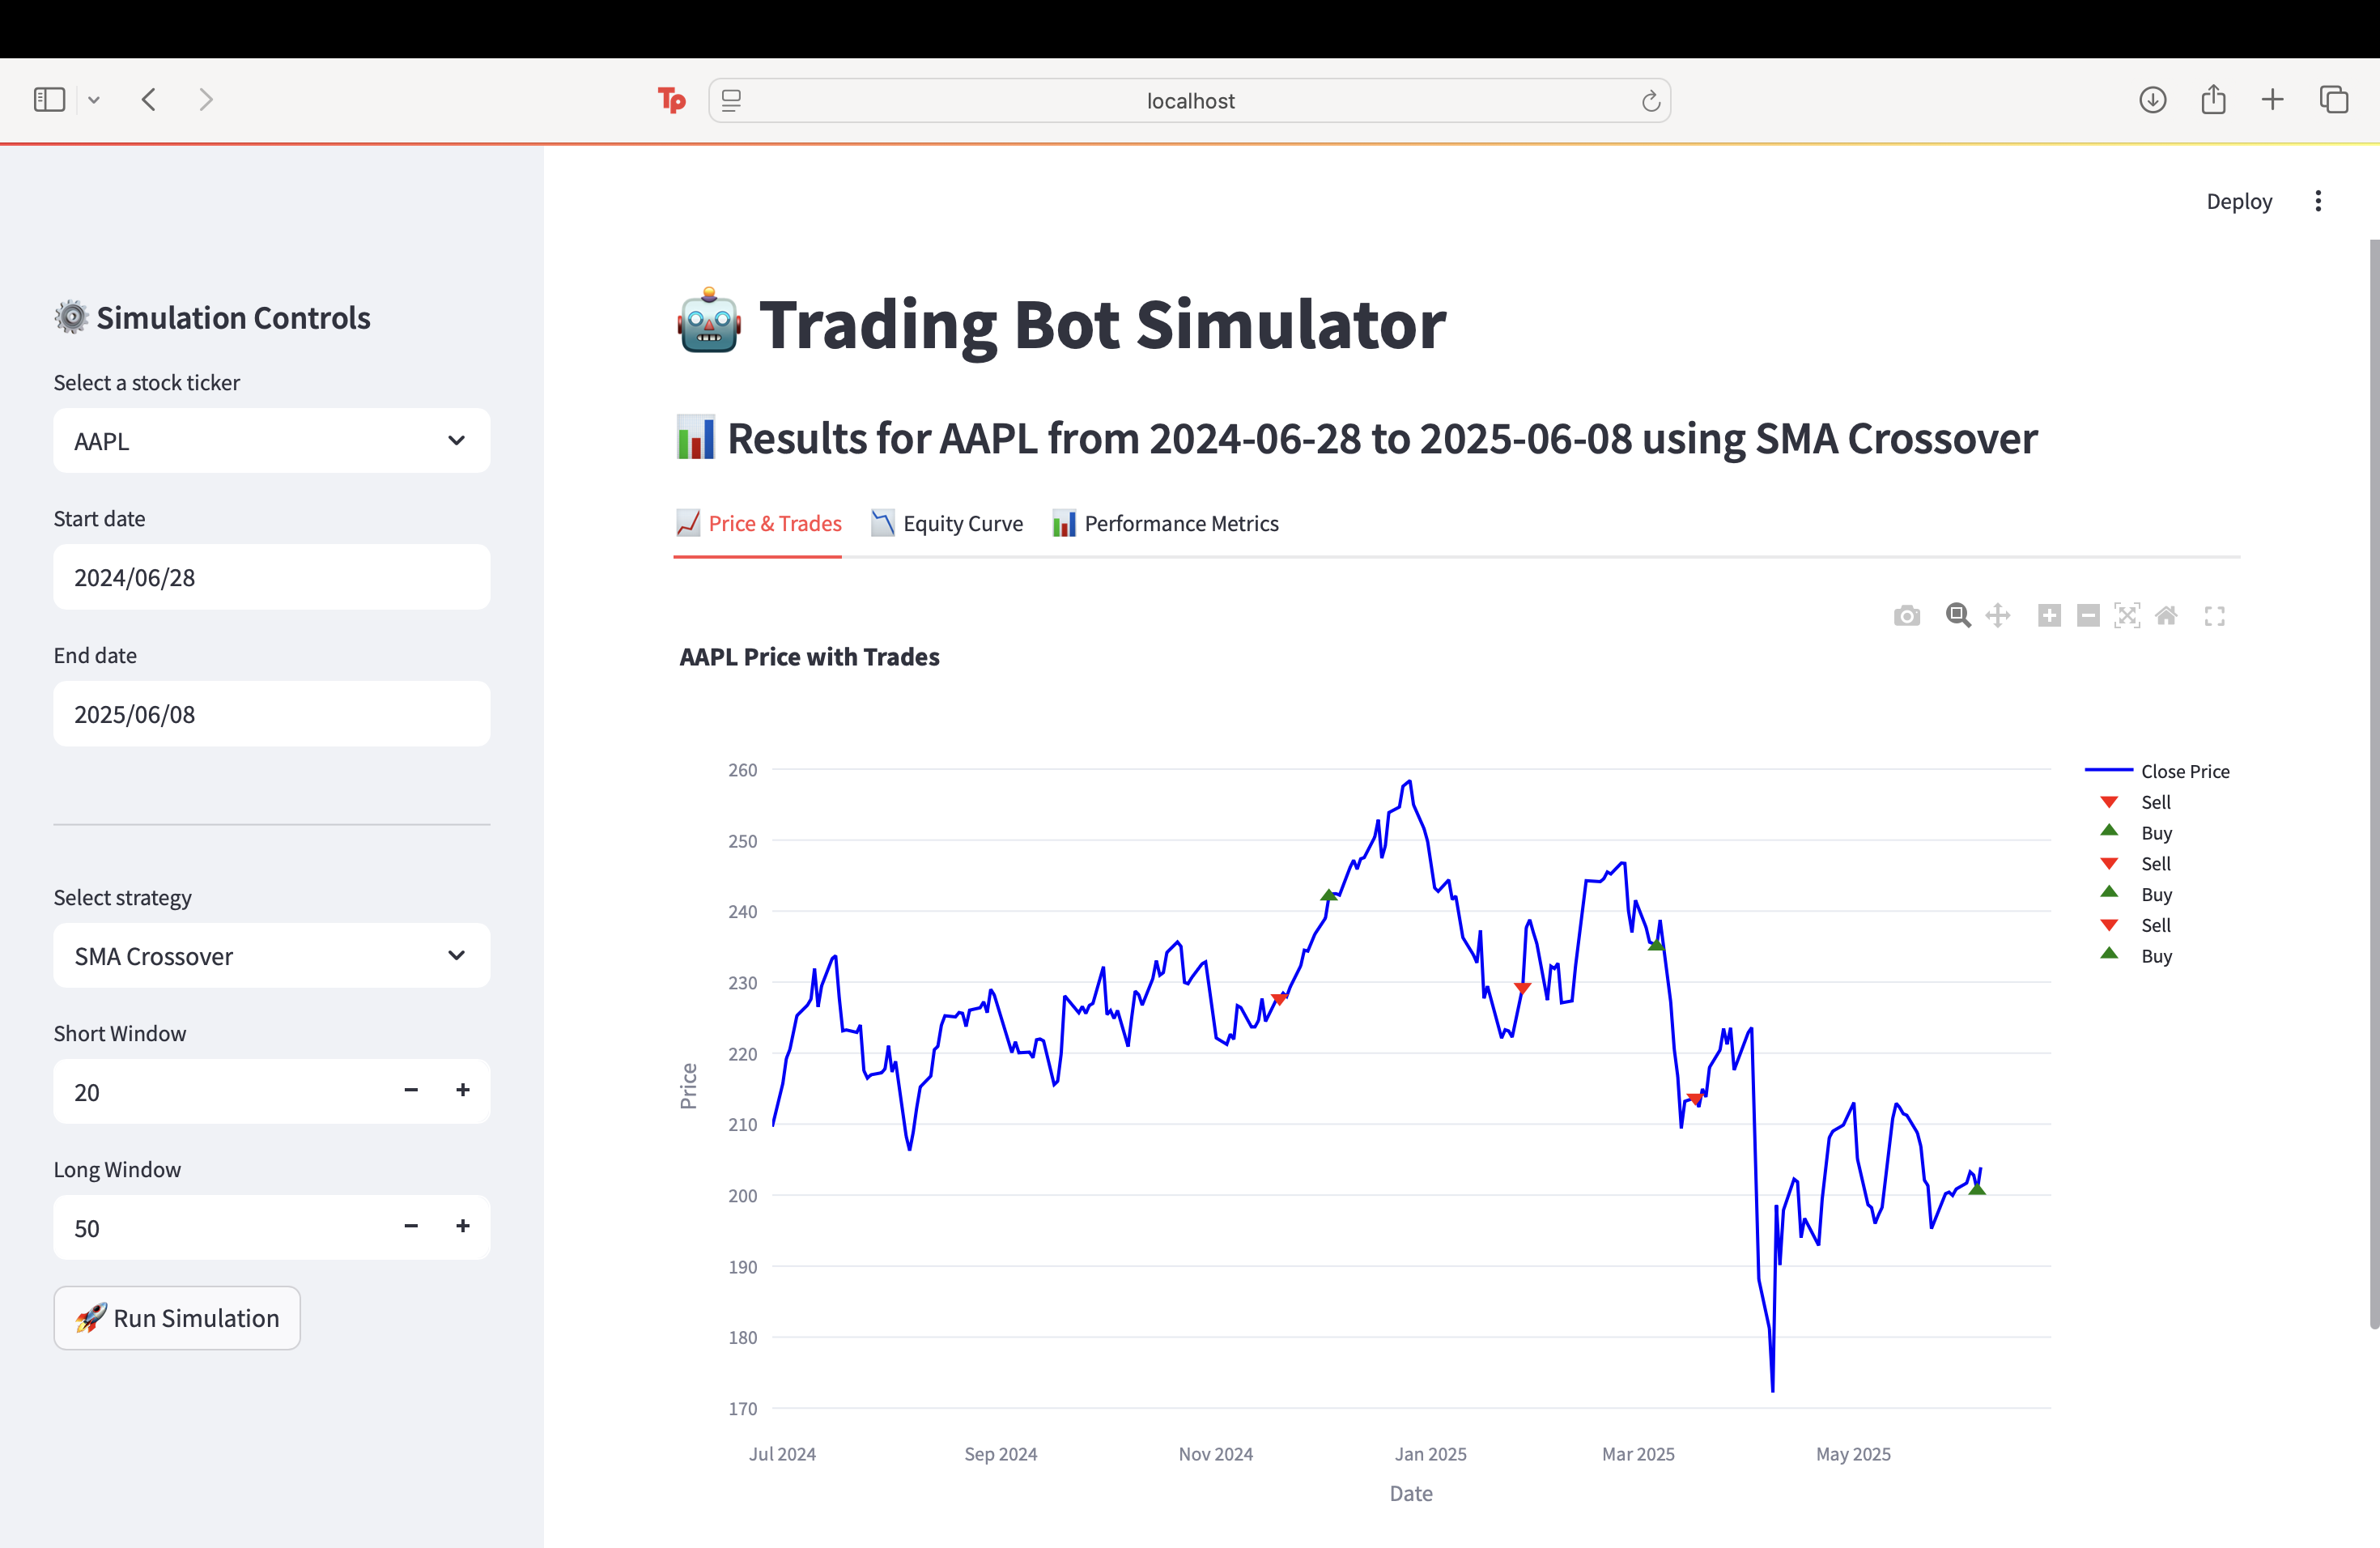 Tp
localhost
Deploy
Simulation Controls
Select a stock ticker
AAPL
Start date
2024/06/28
End date
2025/06/08
Select strategy
SMA Crossover
Short Window
20
Long Window
50
Run Simulation
Trading Bot Simulator
Results for AAPL from 2024-06-28 to 2025-06-08 using SMA Crossover
Price & Trades
Equity Curve
Performance Metrics
AAPL Price with Trades
260
250
240
230
220
210
200
190
180
170
Price
Jul 2024
Sep 2024
Nov 2024
Jan 2025
Mar 2025
May 2025
Date
Close Price
Sell
Buy
Sell
Buy
Sell
Buy